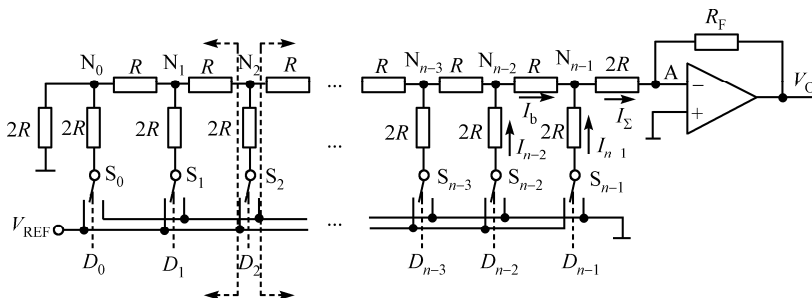 R_F
N_0 R N_1 R N_2 R ... R N_{n-3} R N_{n-2} R N_{n-1} 2R A − V_O
I_b I_Σ +
2R 2R 2R 2R ... 2R 2R I_{n-2} 2R I_{n-1}
S_0 S_1 S_2 S_{n-3} S_{n-2} S_{n-1}
V_REF ...
D_0 D_1 D_2 D_{n-3} D_{n-2} D_{n-1}